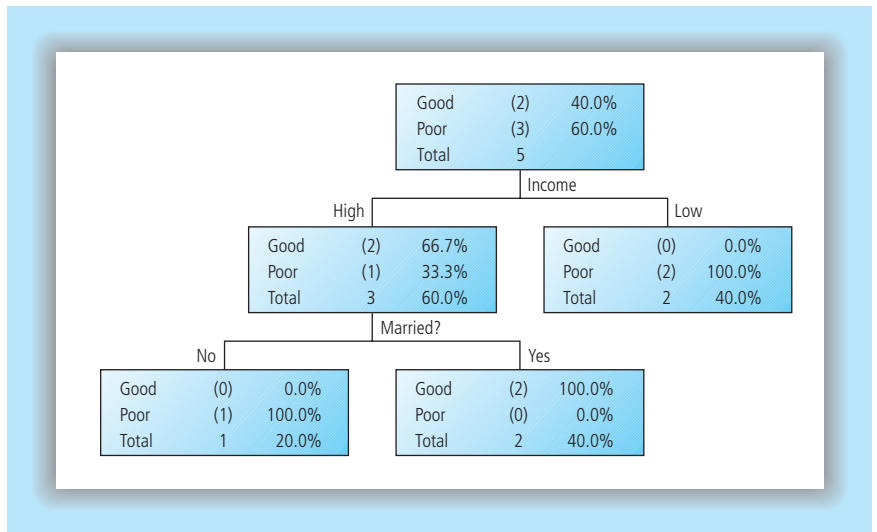 Good (2) 40.0%
Poor (3) 60.0%
Total 5
Income
High
Low
Good (2) 66.7%
Poor (1) 33.3%
Total 3 60.0%
Good (0) 0.0%
Poor (2) 100.0%
Total 2 40.0%
Married?
No
Yes
Good (0) 0.0%
Poor (1) 100.0%
Total 1 20.0%
Good (2) 100.0%
Poor (0) 0.0%
Total 2 40.0%